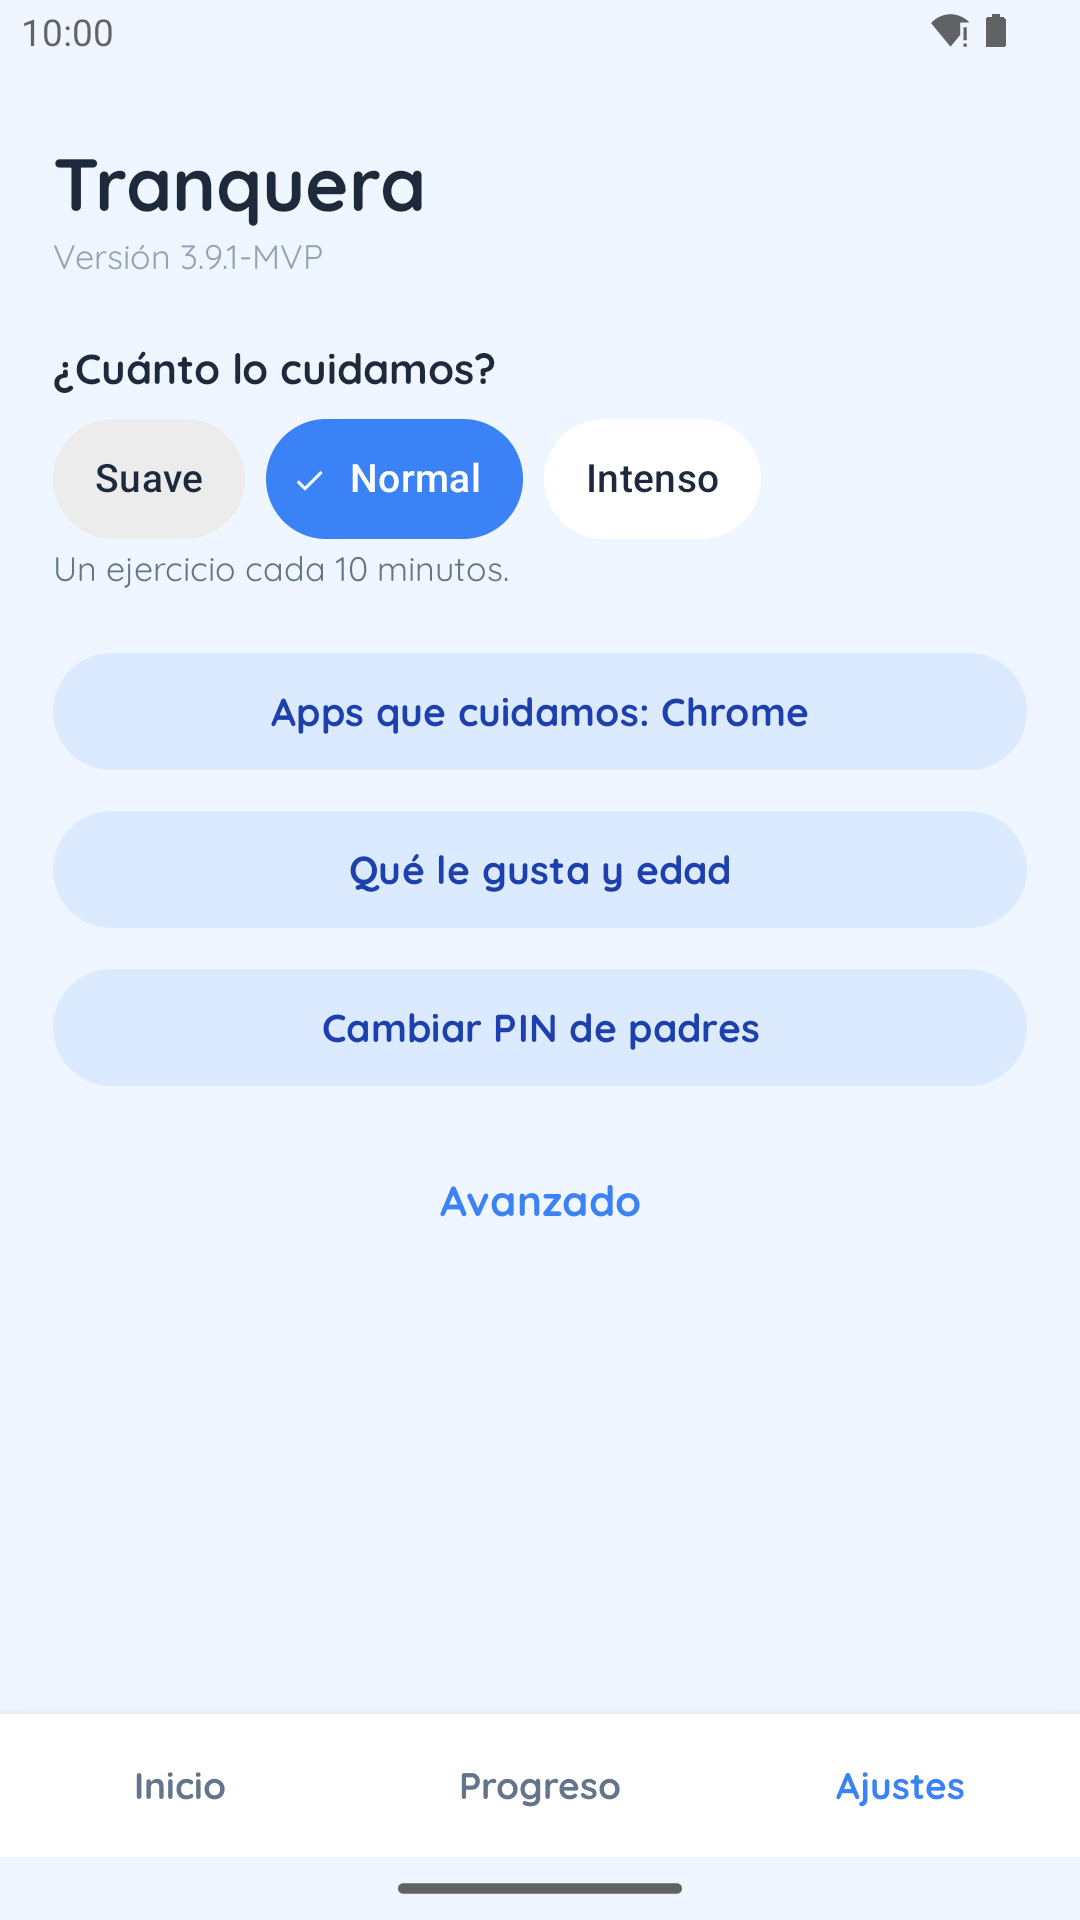 10:00
Tranquera
Versión 3.9.1-MVP
¿Cuánto lo cuidamos?
Suave
Normal
Intenso
Un ejercicio cada 10 minutos.
Apps que cuidamos: Chrome
Qué le gusta y edad
Cambiar PIN de padres
Avanzado
Inicio
Progreso
Ajustes